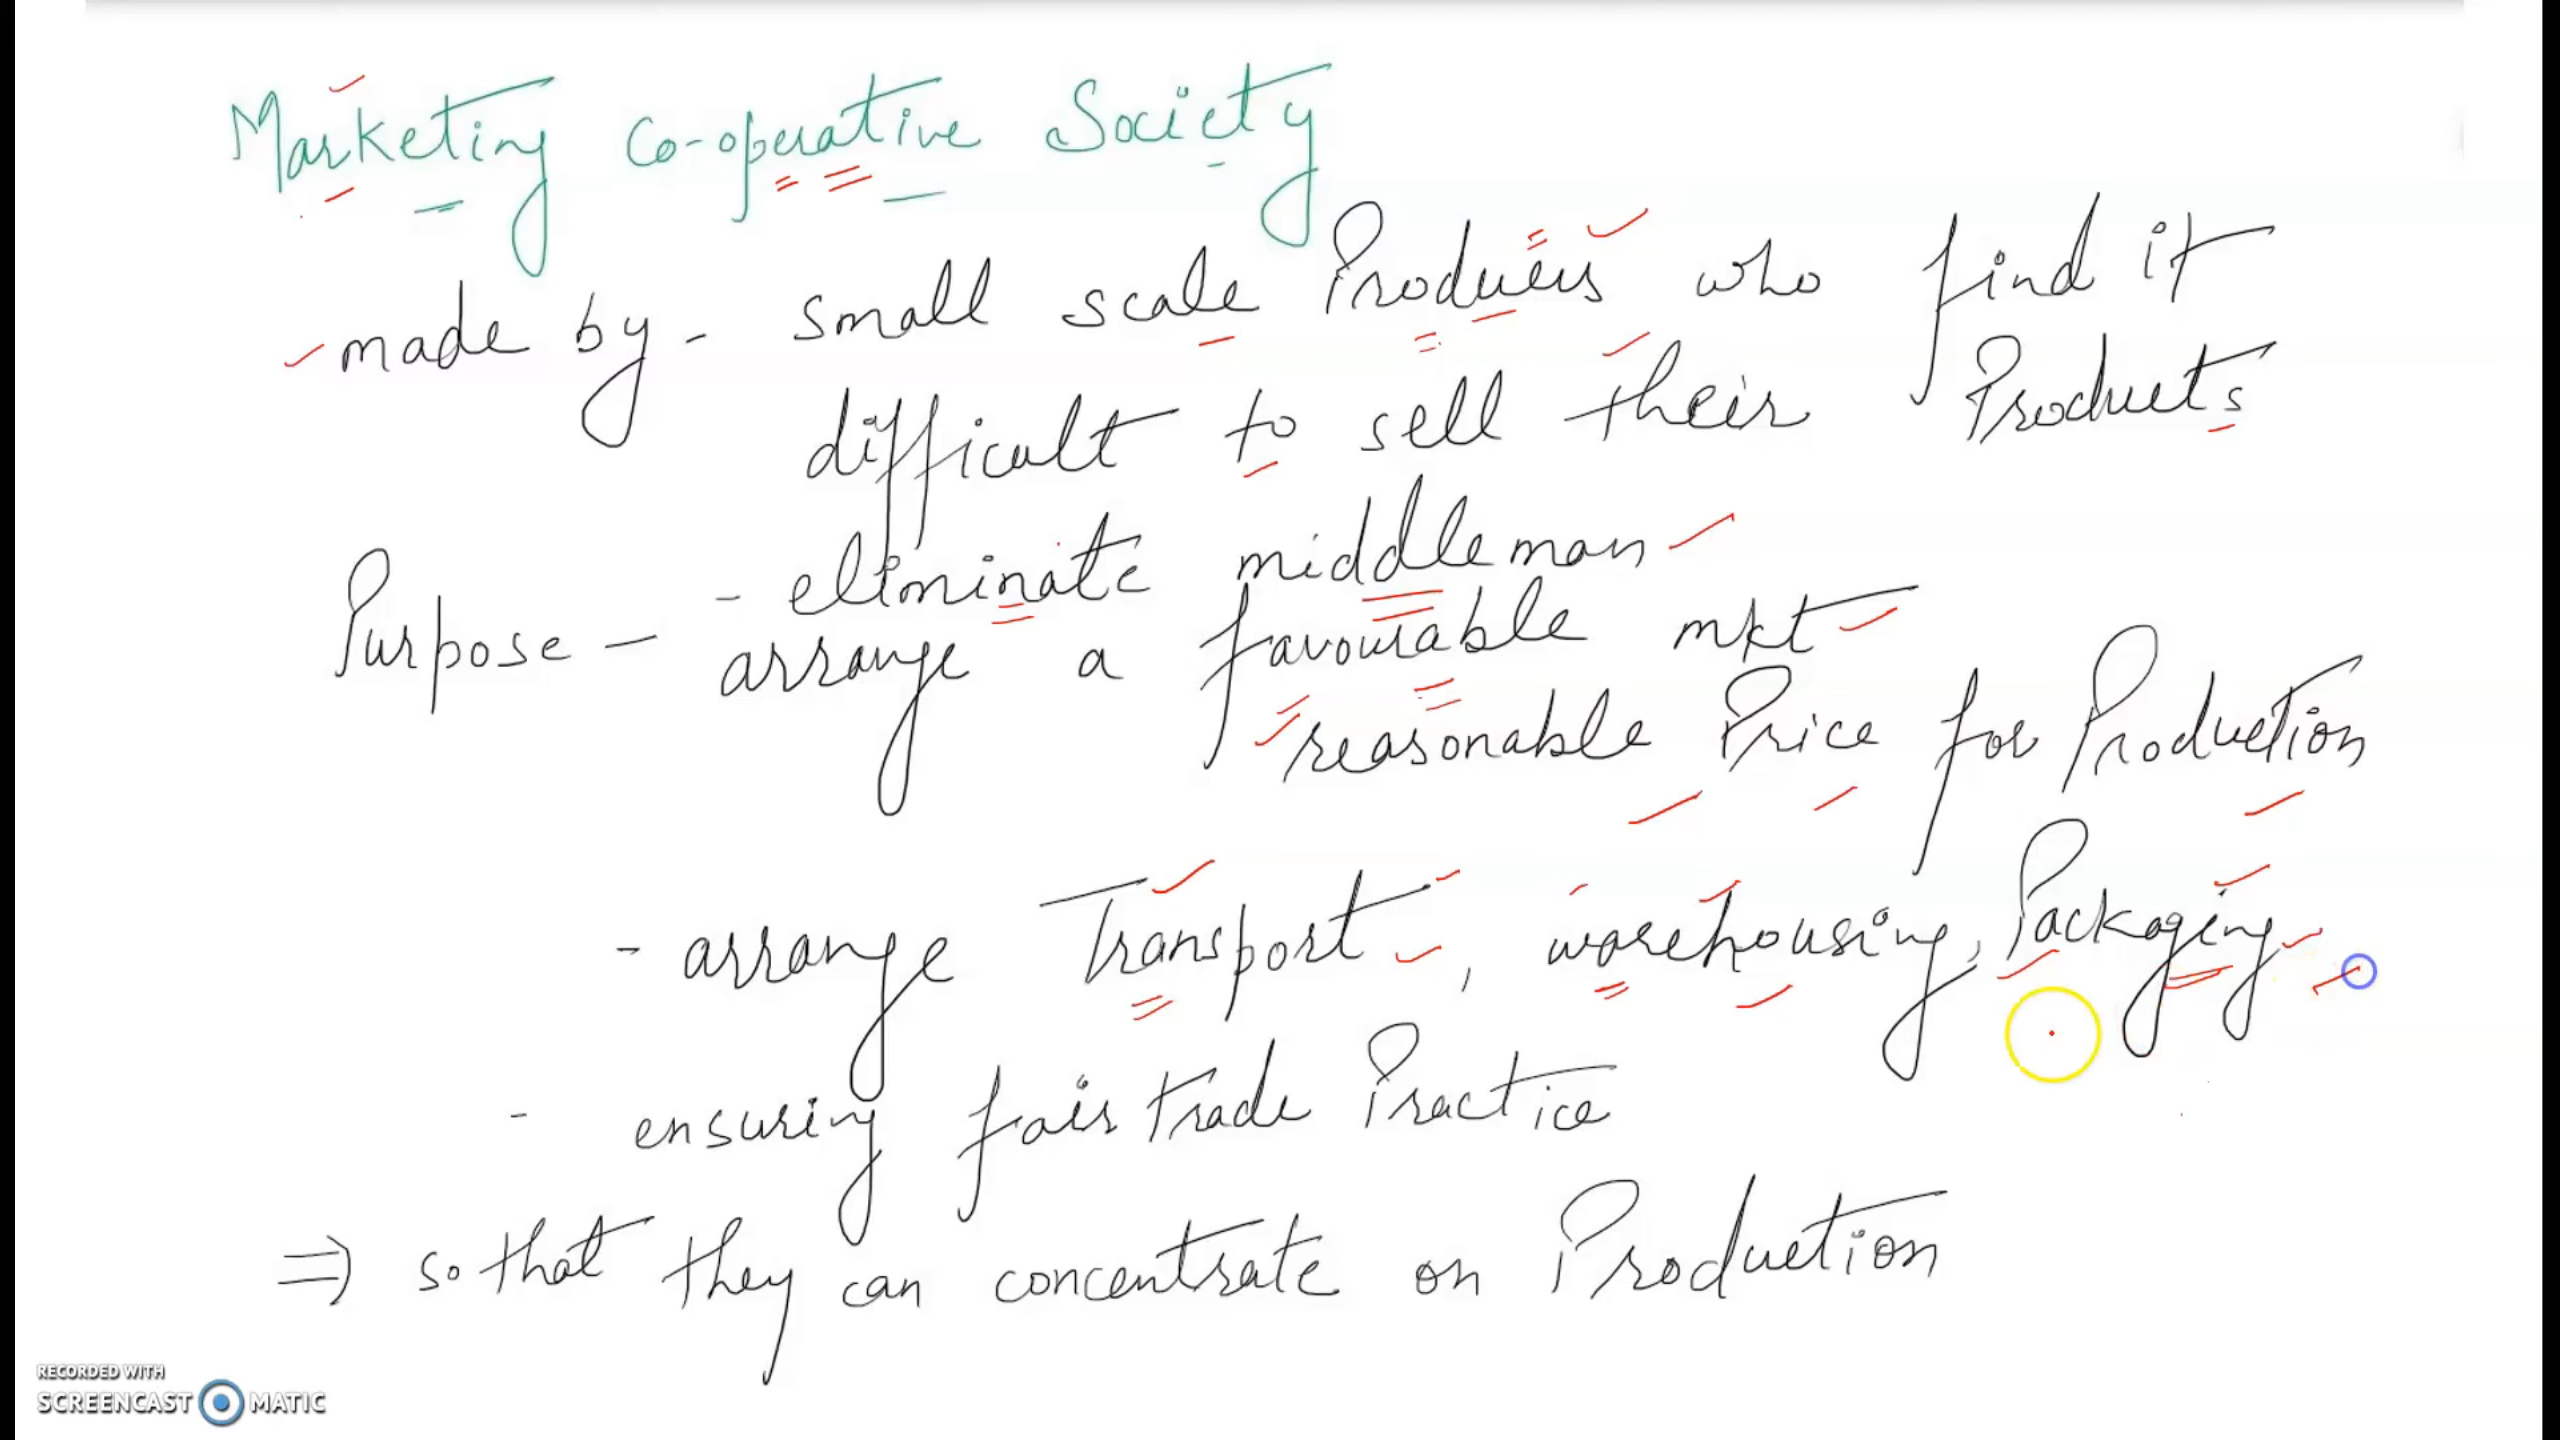 Marketing Co-operative Society
made by - small scale Producers who find it
difficult to sell their Products
Purpose - - eliminate middleman
arrange a favourable mkt
reasonable Price for Production
- arrange Transport, warehousing, Packaging
- ensuring fair trade Practice
⇒ so that they can concentrate on Production
RECORDED WITH
SCREENCAST MATIC